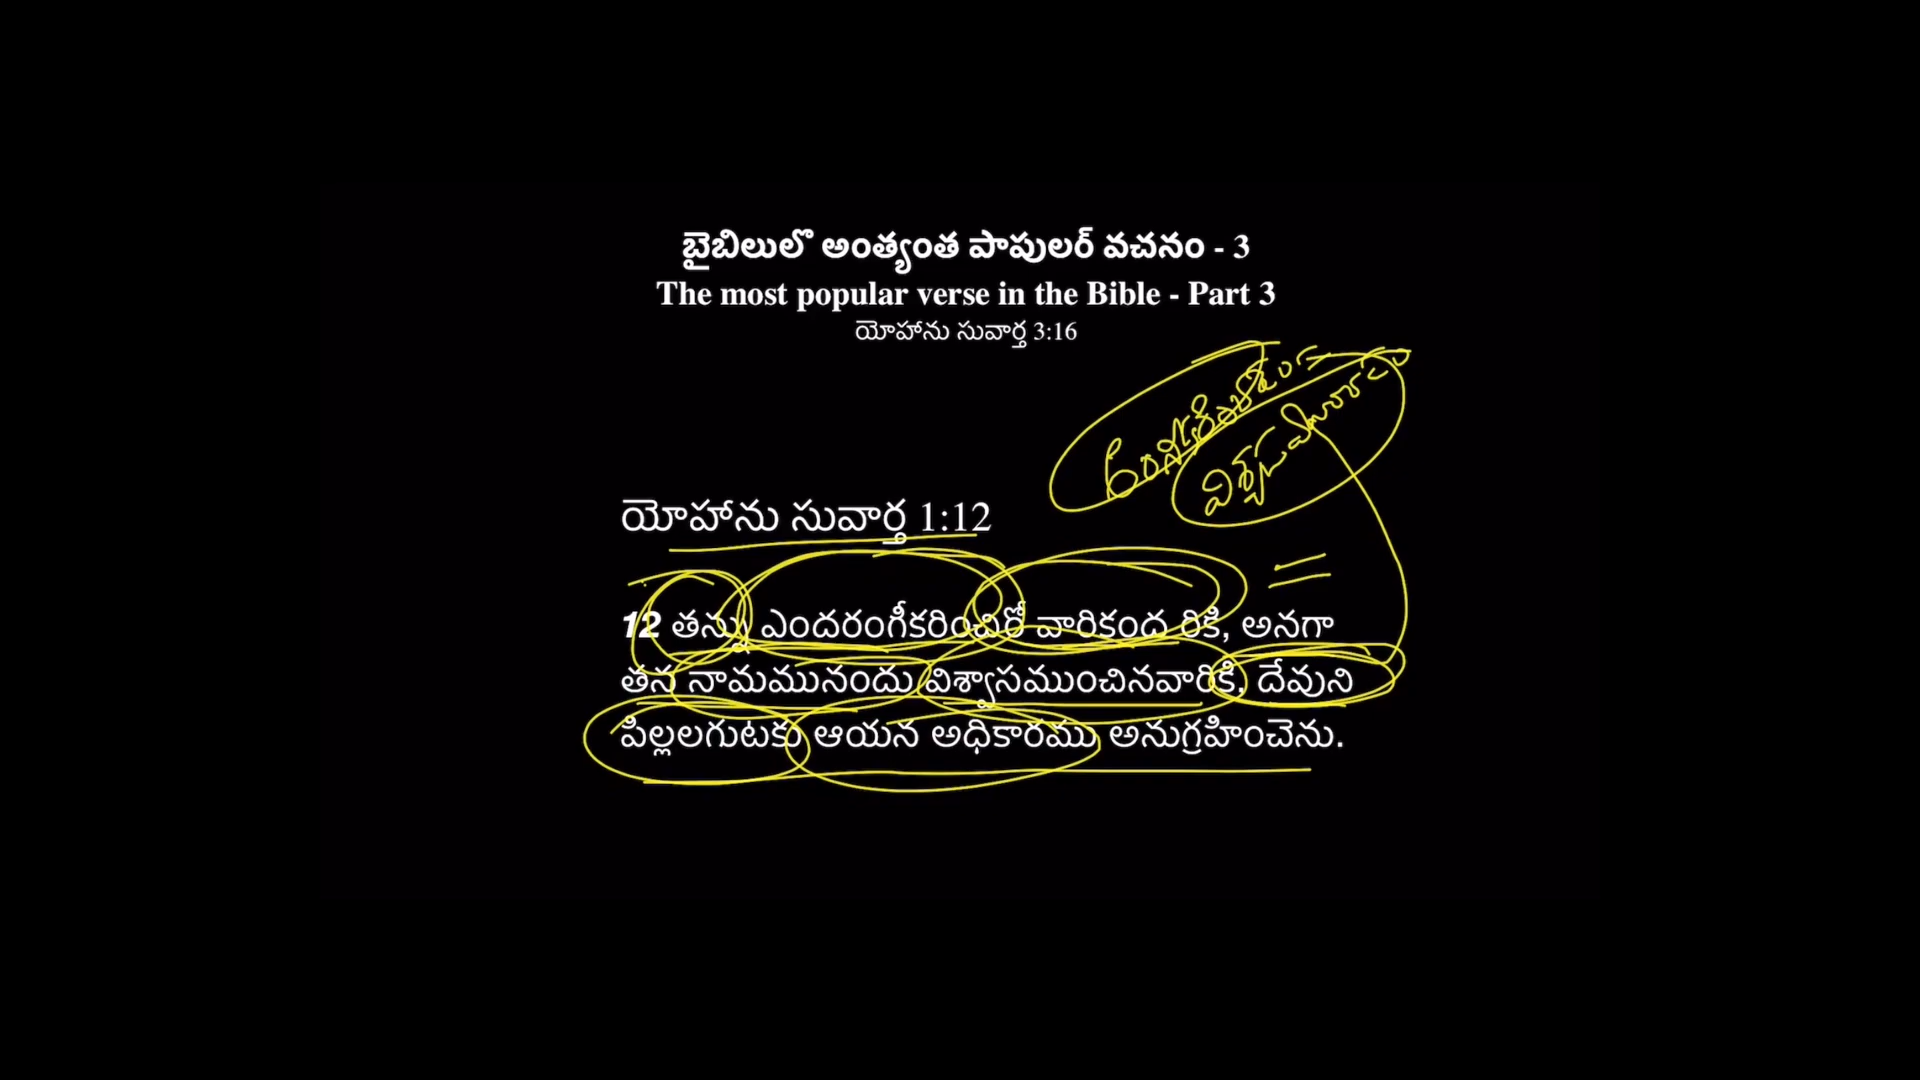 బైబిలులొ అంత్యంత పాపులర్ వచనం - 3
The most popular verse in the Bible - Part 3
యోహాను సువార్త 3:16
విశ్వాసముంచా
యోహాను సువార్త 1:12
=
12 తన్ను ఎందరంగీకరించిరో వారికంద రికి, అనగా
తన నామమునందు విశ్వాసముంచినవారికి, దేవుని
పిల్లలగుటకు ఆయన అధికారము అనుగ్రహించెను.